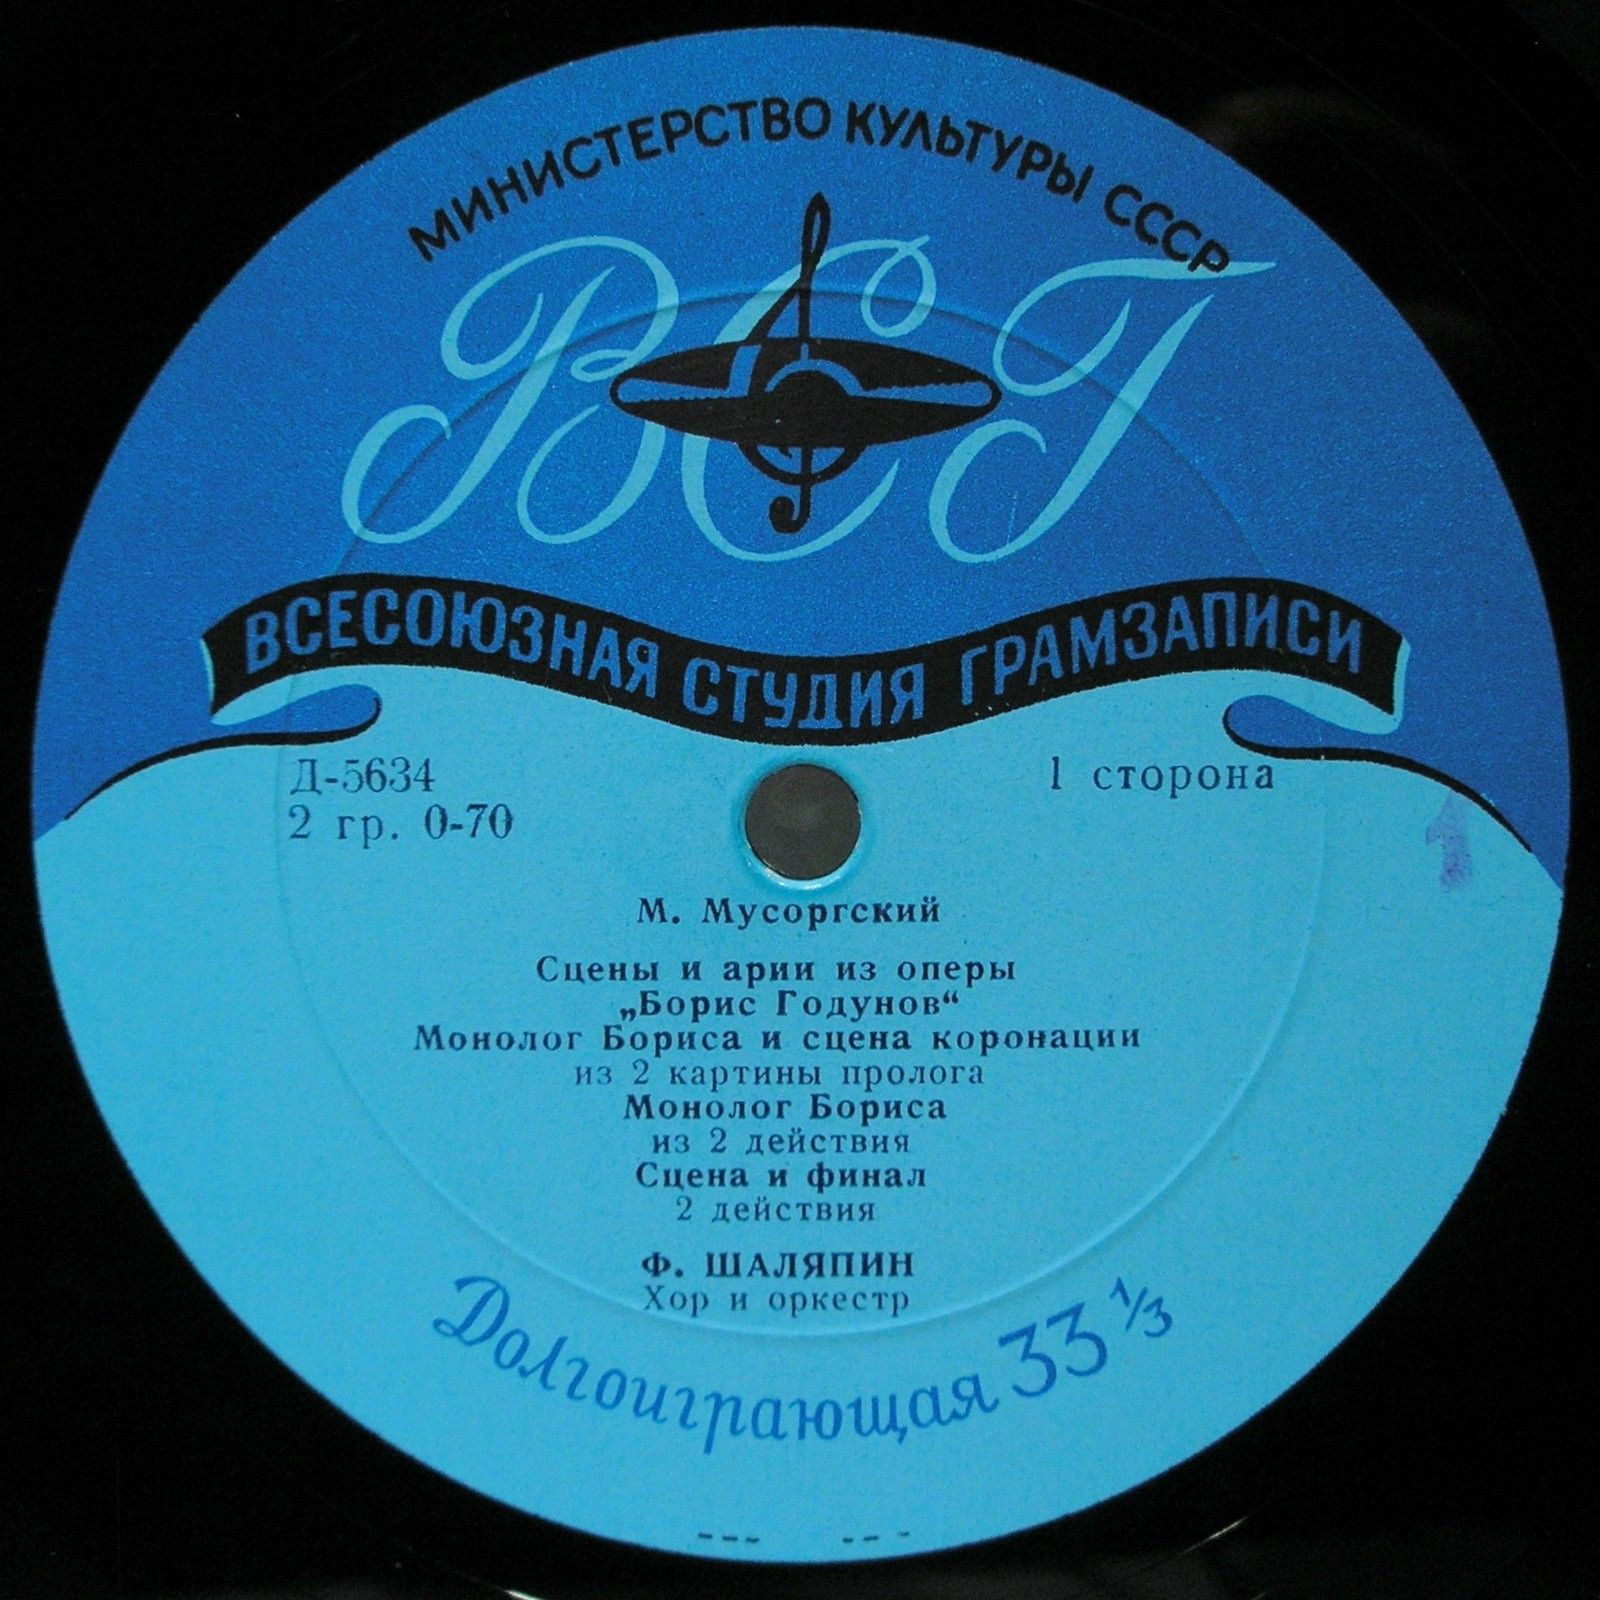 МИНИСТЕРСТВО КУЛЬТУРЫ СССР
ВСГ
ВСЕСОЮЗНАЯ СТУДИЯ ГРАМЗАПИСИ
Д-5634
2 гр. 0-70
1 сторона
1
М. Мусоргский
Сцены и арии из оперы
„Борис Годунов“
Монолог Бориса и сцена коронации
из 2 картины пролога
Монолог Бориса
из 2 действия
Сцена и финал
2 действия
Ф. ШАЛЯПИН
Хор и оркестр
Долгоиграющая 33 1/3